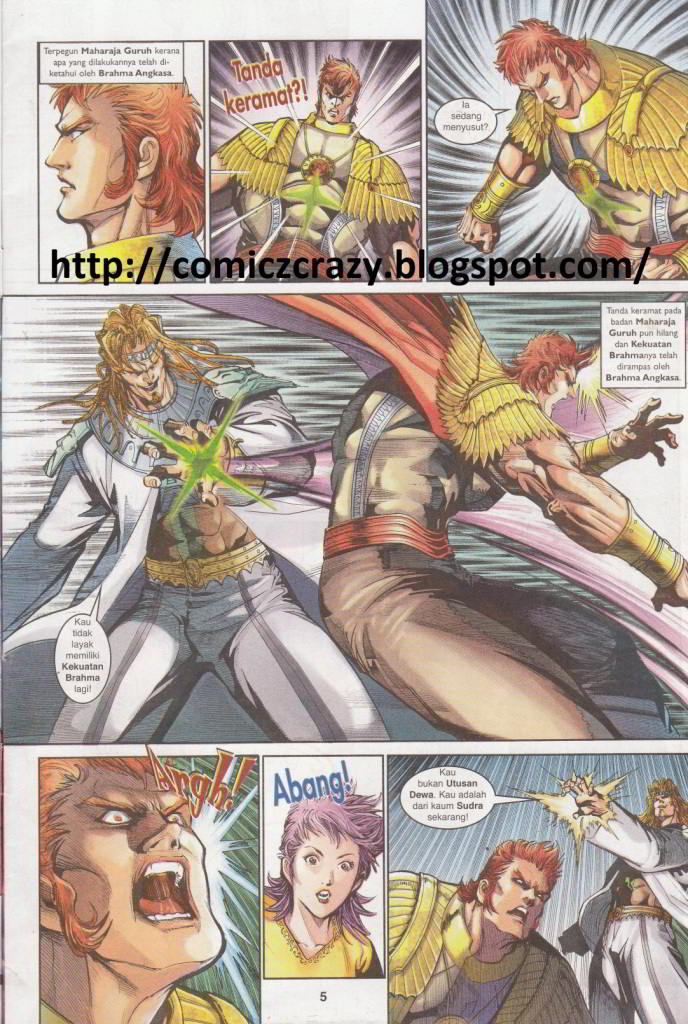 Terpegun Maharaja Guruh kerana
apa yang dilakukannya telah di-
ketahui oleh Brahma Angkasa.
Tanda
keramat?!
Ia
sedang
menyusut?
http://comiczcrazy.blogspot.com/
Tanda keramat pada
badan Maharaja
Guruh pun hilang
dan Kekuatan
Brahmanya telah
dirampas oleh
Brahma Angkasa.
Kau
tidak
layak
memiliki
Kekuatan
Brahma
lagi!
Airgh!
Abang!
Kau
bukan Utusan
Dewa. Kau adalah
dari kaum Sudra
sekarang!
5